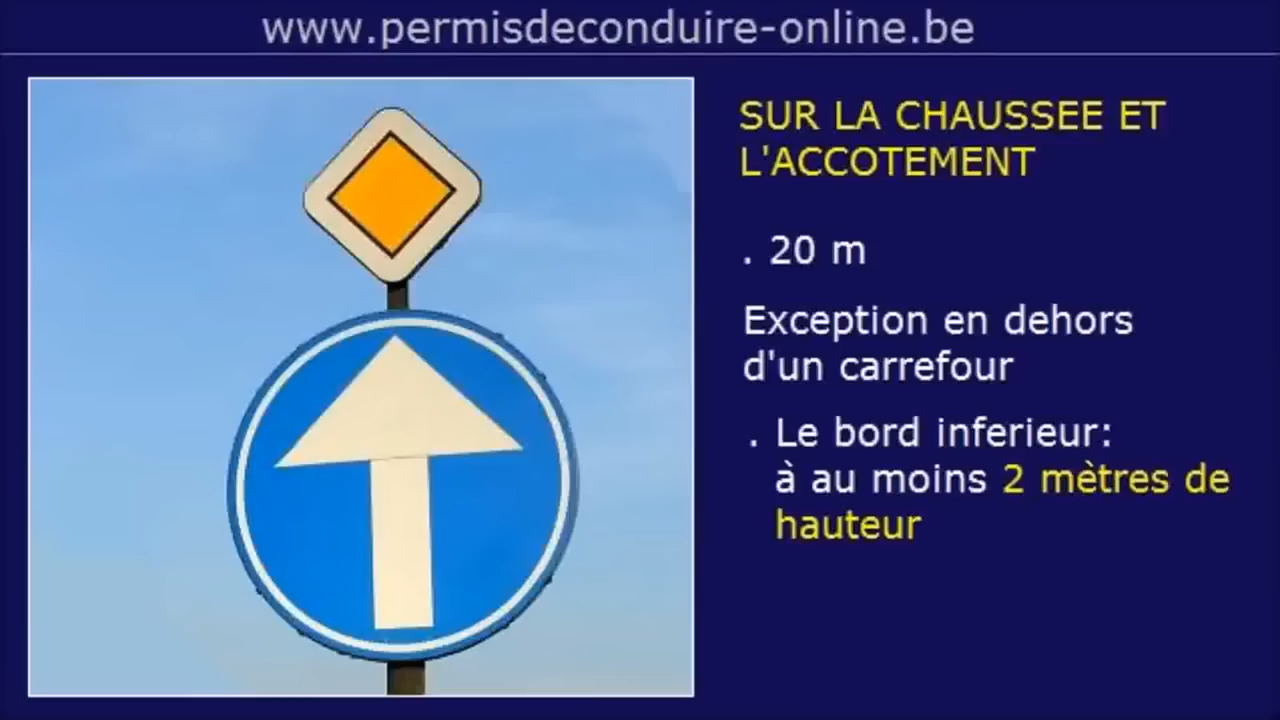 www.permisdeconduire-online.be
SUR LA CHAUSSEE ET
L'ACCOTEMENT
. 20 m
Exception en dehors
d'un carrefour
. Le bord inferieur:
à au moins 2 mètres de
hauteur